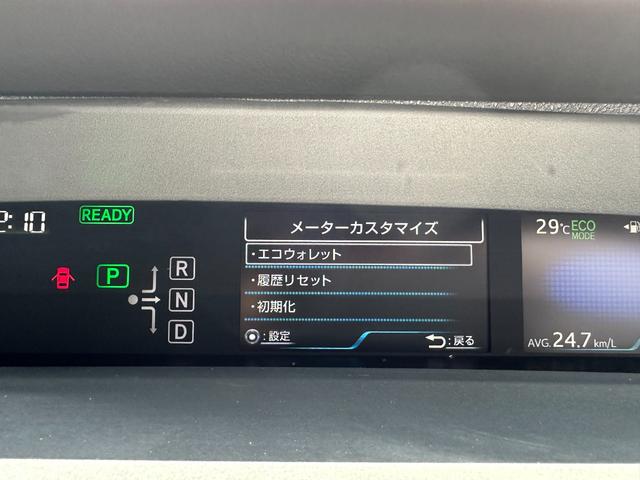 2:10
READY
P
R
N
D
メーターカスタマイズ
・エコウォレット
・履歴リセット
・初期化
:設定
:戻る
29℃
ECO
MODE
AVG. 24.7 km/L